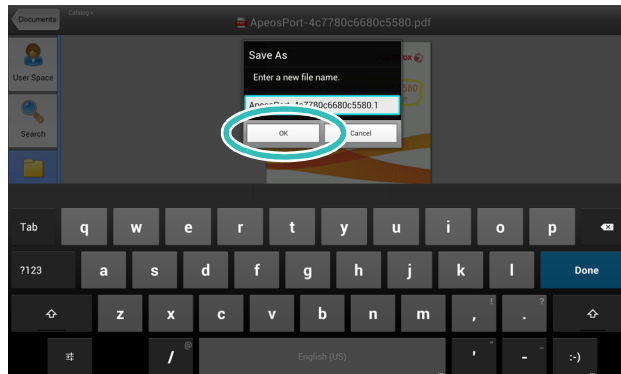 Documents
Catalog ›
ApeosPort-4c7780c6680c5580.pdf
User Space
Search
Save As
Enter a new file name.
ApeosPort-4c7780c6680c5580.1
OK
Cancel
580
Tab q w e r t y u i o p
?123 a s d f g h j k l Done
z x c v b n m , ! . ?
/ @ English (US) ' " - _ :-)